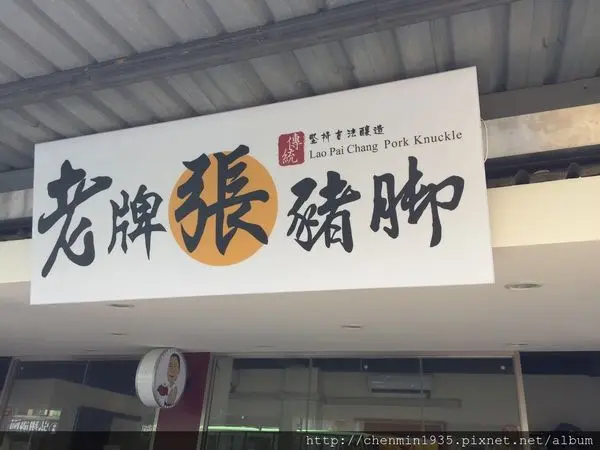 傳統
堅持古法釀造
Lao Pai Chang Pork Knuckle
老牌張豬脚
http://chenmin1935.pixnet.net/album